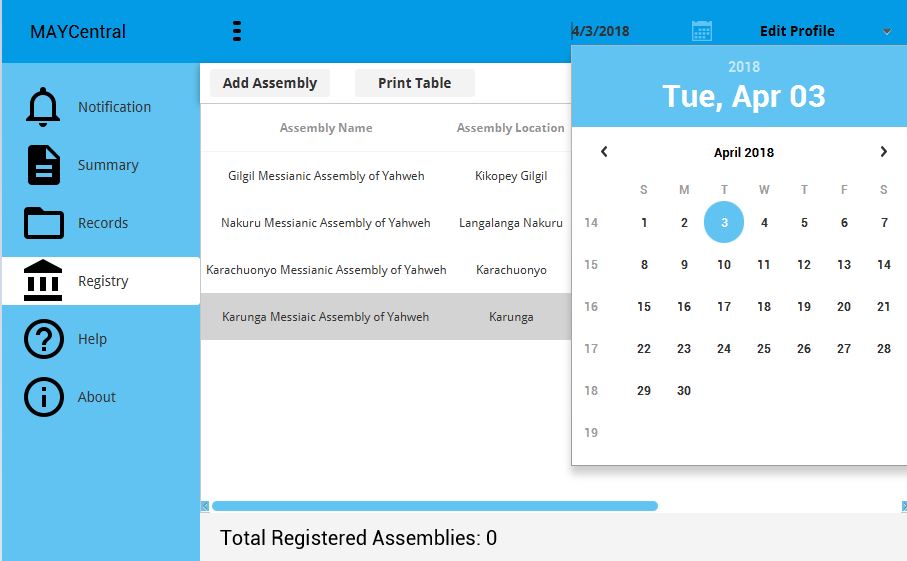 MAYCentral
4/3/2018
Edit Profile
Notification
Summary
Records
Registry
Help
About
Add Assembly
Print Table
Assembly Name Assembly Location
Gilgil Messianic Assembly of Yahweh Kikopey Gilgil
Nakuru Messianic Assembly of Yahweh Langalanga Nakuru
Karachuonyo Messianic Assembly of Yahweh Karachuonyo
Karunga Messiaic Assembly of Yahweh Karunga
2018
Tue, Apr 03
April 2018
S M T W T F S
14 1 2 3 4 5 6 7
15 8 9 10 11 12 13 14
16 15 16 17 18 19 20 21
17 22 23 24 25 26 27 28
18 29 30
19
Total Registered Assemblies: 0